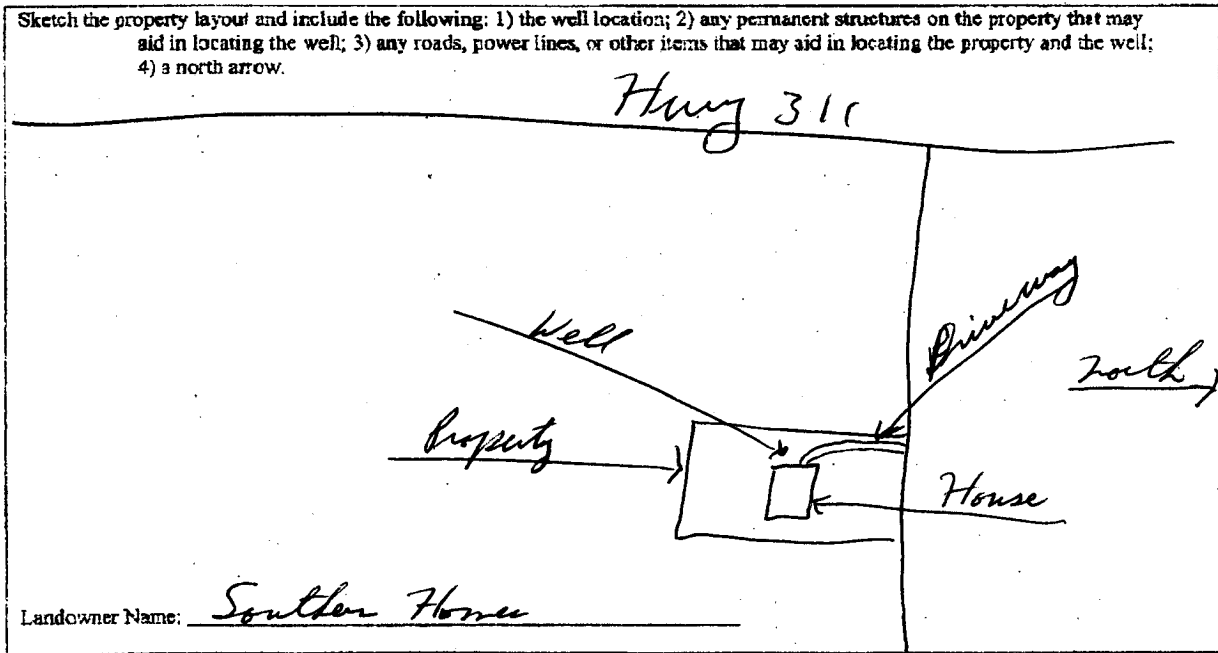 Sketch the property layout and include the following: 1) the well location; 2) any permanent structures on the property that may
aid in locating the well; 3) any roads, power lines, or other items that may aid in locating the property and the well;
4) a north arrow.
Hwy 311
Well
Driveway
North
Property
House
Landowner Name: Southern Homes